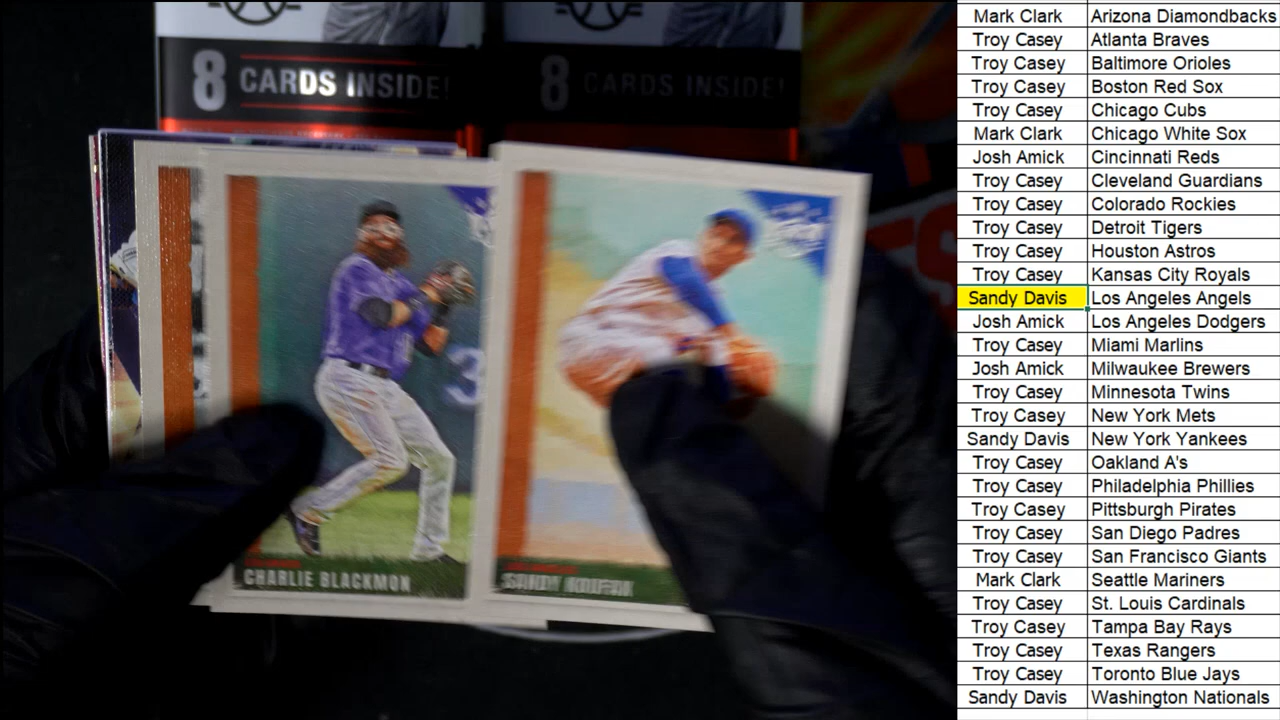 8 CARDS INSIDE!
8 CARDS INSIDE!
3
CHARLIE BLACKMON
SANDY KOUFAX
Mark Clark Arizona Diamondbacks
Troy Casey Atlanta Braves
Troy Casey Baltimore Orioles
Troy Casey Boston Red Sox
Troy Casey Chicago Cubs
Mark Clark Chicago White Sox
Josh Amick Cincinnati Reds
Troy Casey Cleveland Guardians
Troy Casey Colorado Rockies
Troy Casey Detroit Tigers
Troy Casey Houston Astros
Troy Casey Kansas City Royals
Sandy Davis Los Angeles Angels
Josh Amick Los Angeles Dodgers
Troy Casey Miami Marlins
Josh Amick Milwaukee Brewers
Troy Casey Minnesota Twins
Troy Casey New York Mets
Sandy Davis New York Yankees
Troy Casey Oakland A's
Troy Casey Philadelphia Phillies
Troy Casey Pittsburgh Pirates
Troy Casey San Diego Padres
Troy Casey San Francisco Giants
Mark Clark Seattle Mariners
Troy Casey St. Louis Cardinals
Troy Casey Tampa Bay Rays
Troy Casey Texas Rangers
Troy Casey Toronto Blue Jays
Sandy Davis Washington Nationals